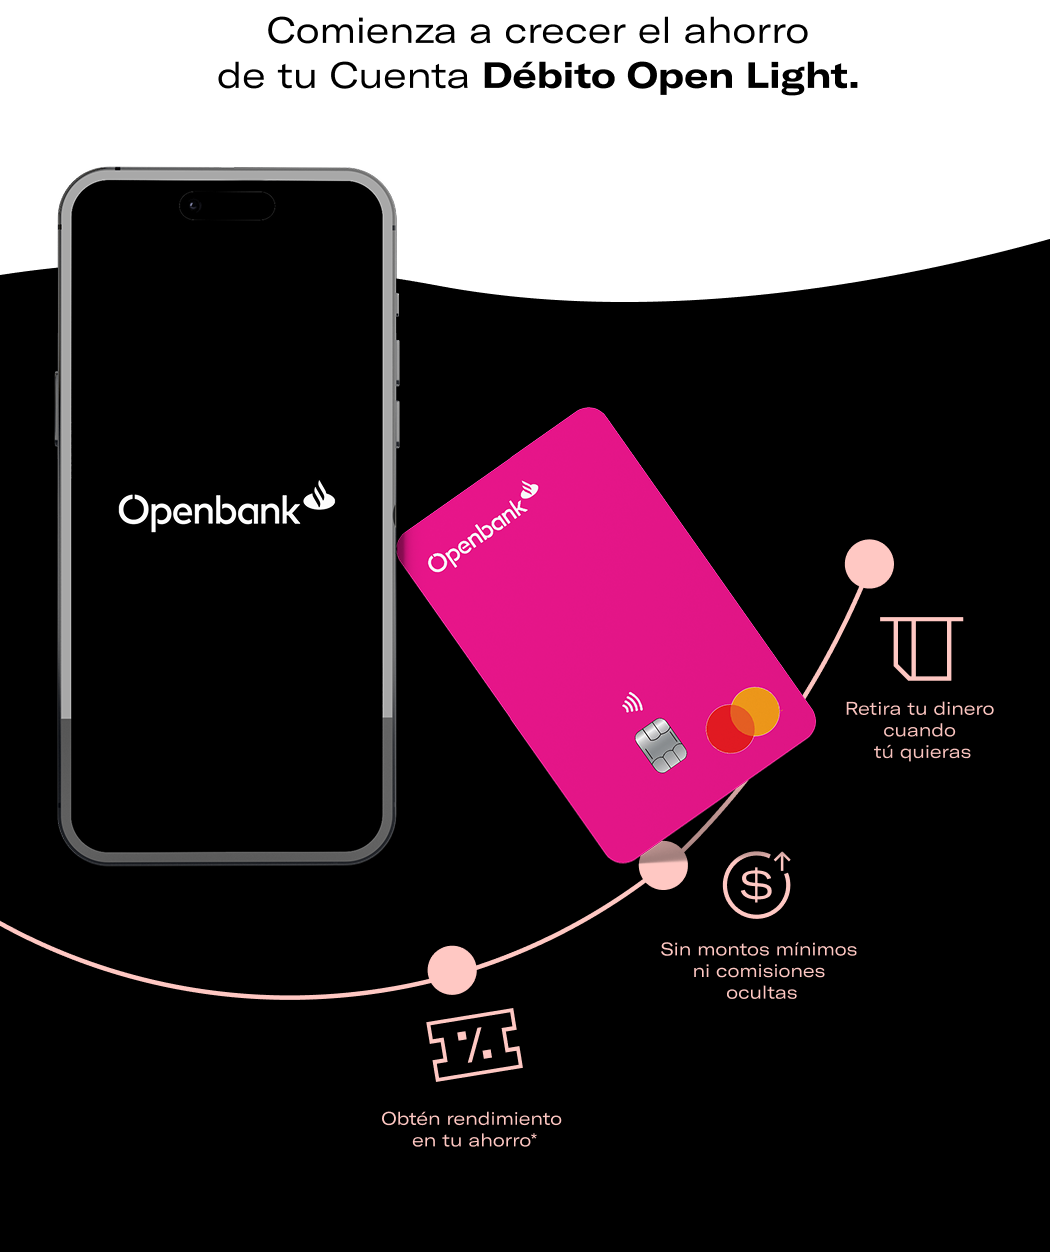 Comienza a crecer el ahorro
de tu Cuenta Débito Open Light.
Openbank
Openbank
Retira tu dinero
cuando
tú quieras
$
Sin montos mínimos
ni comisiones
ocultas
%
Obtén rendimiento
en tu ahorro*